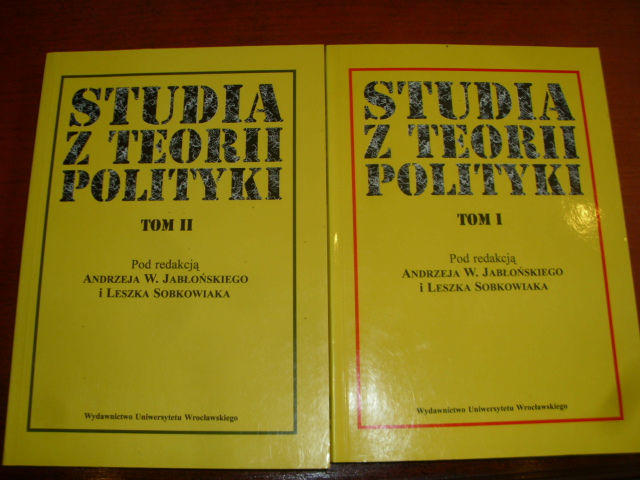 STUDIA
Z TEORII
POLITYKI
TOM II
Pod redakcją
ANDRZEJA W. JABŁOŃSKIEGO
i LESZKA SOBKOWIAKA
Wydawnictwo Uniwersytetu Wrocławskiego
STUDIA
Z TEORII
POLITYKI
TOM I
Pod redakcją
ANDRZEJA W. JABŁOŃSKIEGO
i LESZKA SOBKOWIAKA
Wydawnictwo Uniwersytetu Wrocławskiego